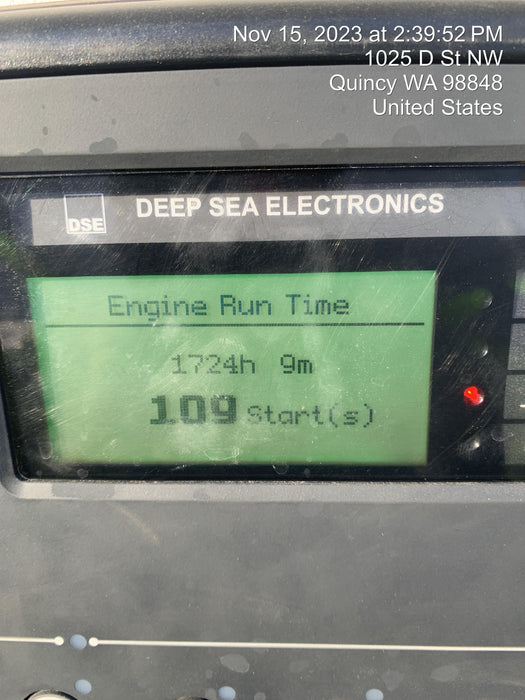 Nov 15, 2023 at 2:39:52 PM
1025 D St NW
Quincy WA 98848
United States
DSE DEEP SEA ELECTRONICS
Engine Run Time
1724h 9m
109 Start(s)